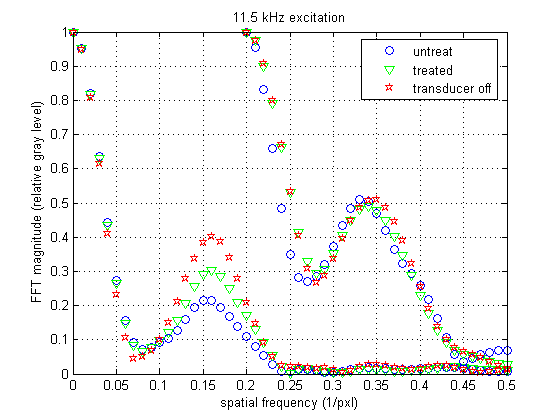 11.5 kHz excitation
FFT magnitude (relative gray level)
1
0.9
0.8
0.7
0.6
0.5
0.4
0.3
0.2
0.1
0
untreat
treated
transducer off
0 0.05 0.1 0.15 0.2 0.25 0.3 0.35 0.4 0.45 0.5
spatial frequency (1/pxl)